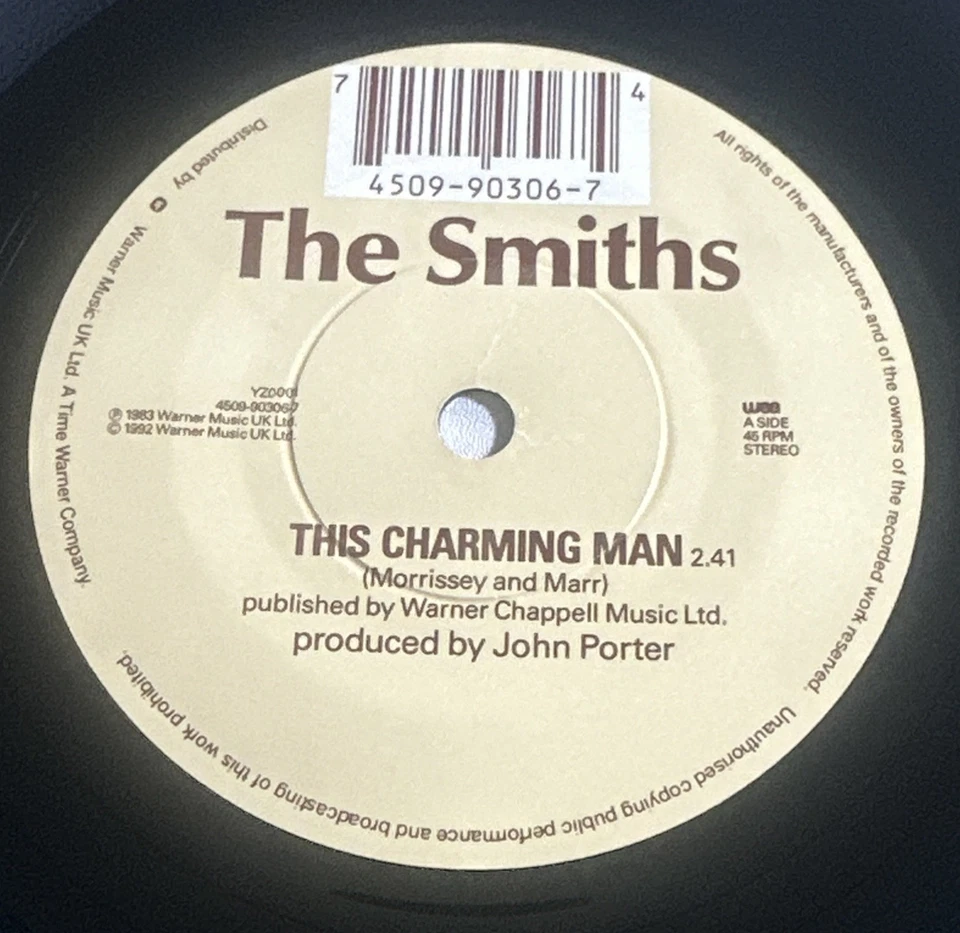 7 4
4509-90306-7
The Smiths
4509-90306-7
℗ 1983 Warner Music UK Ltd.
© 1992 Warner Music UK Ltd.
wea
A SIDE
45 RPM
STEREO
THIS CHARMING MAN 2.41
(Morrissey and Marr)
published by Warner Chappell Music Ltd.
produced by John Porter
All rights of the manufacturers and of the owners of the recorded work reserved. Unauthorised copying public performance and broadcasting of this work prohibited.
Distributed by Warner Music UK Ltd. A Time Warner Company.